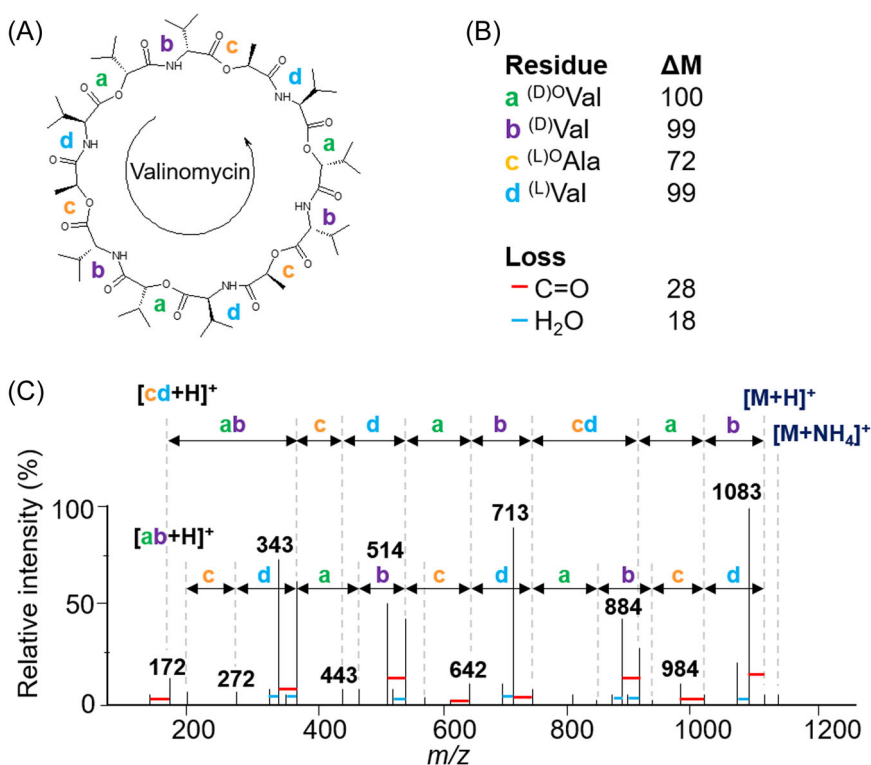 (A)
O O O O O O O O O O O O O O O O O O
NH NH NH NH HN HN
a b c d a b c d a b c d
Valinomycin
(B)
Residue ΔM
a (D)OVal 100
b (D)Val 99
c (L)OAla 72
d (L)Val 99
Loss
C=O 28
H2O 18
(C)
[cd+H]+
[M+H]+
ab c d a b cd a b
[M+NH4]+
Relative intensity (%)
100
50
0
[ab+H]+
c d a b c d a b c d
172
272
343
443
514
642
713
884
984
1083
200 400 600 800 1000 1200
m/z